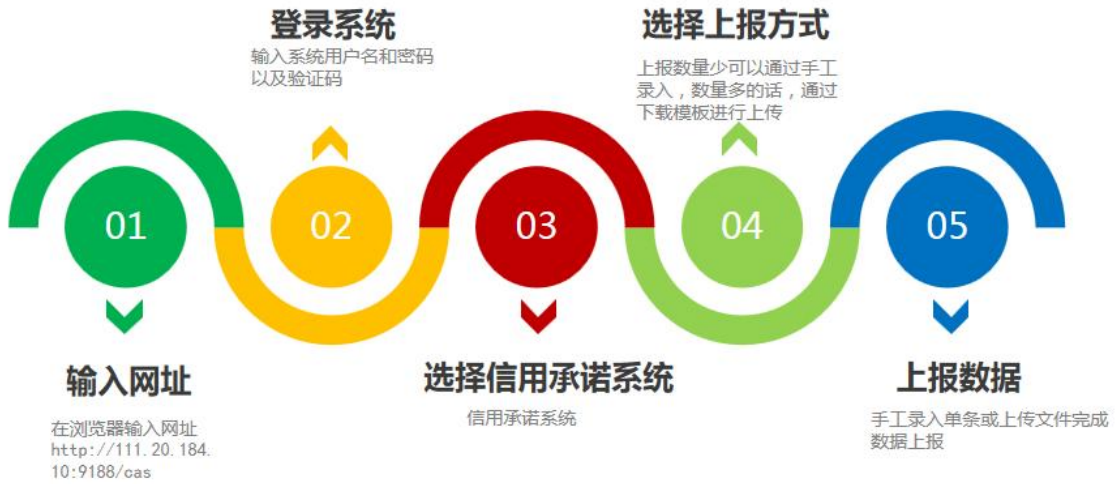 登录系统
输入系统用户名和密码
以及验证码
选择上报方式
上报数量少可以通过手工
录入，数量多的话，通过
下载模板进行上传
01
02
03
04
05
输入网址
在浏览器输入网址
http://111.20.184.
10:9188/cas
选择信用承诺系统
信用承诺系统
上报数据
手工录入单条或上传文件完成
数据上报